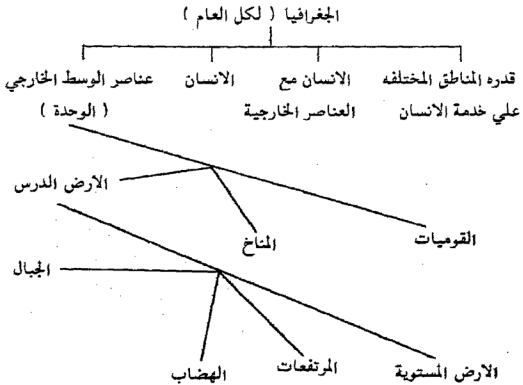 الجغرافيا ( لكل العام )
قدره المناطق المختلفه
علي خدمة الانسان
الانسان مع
العناصر الخارجية
الانسان
عناصر الوسط الخارجي
( الوحدة )
الارض الدرس
المناخ
القوميات
الجبال
الهضاب
المرتفعات
الارض المستوية